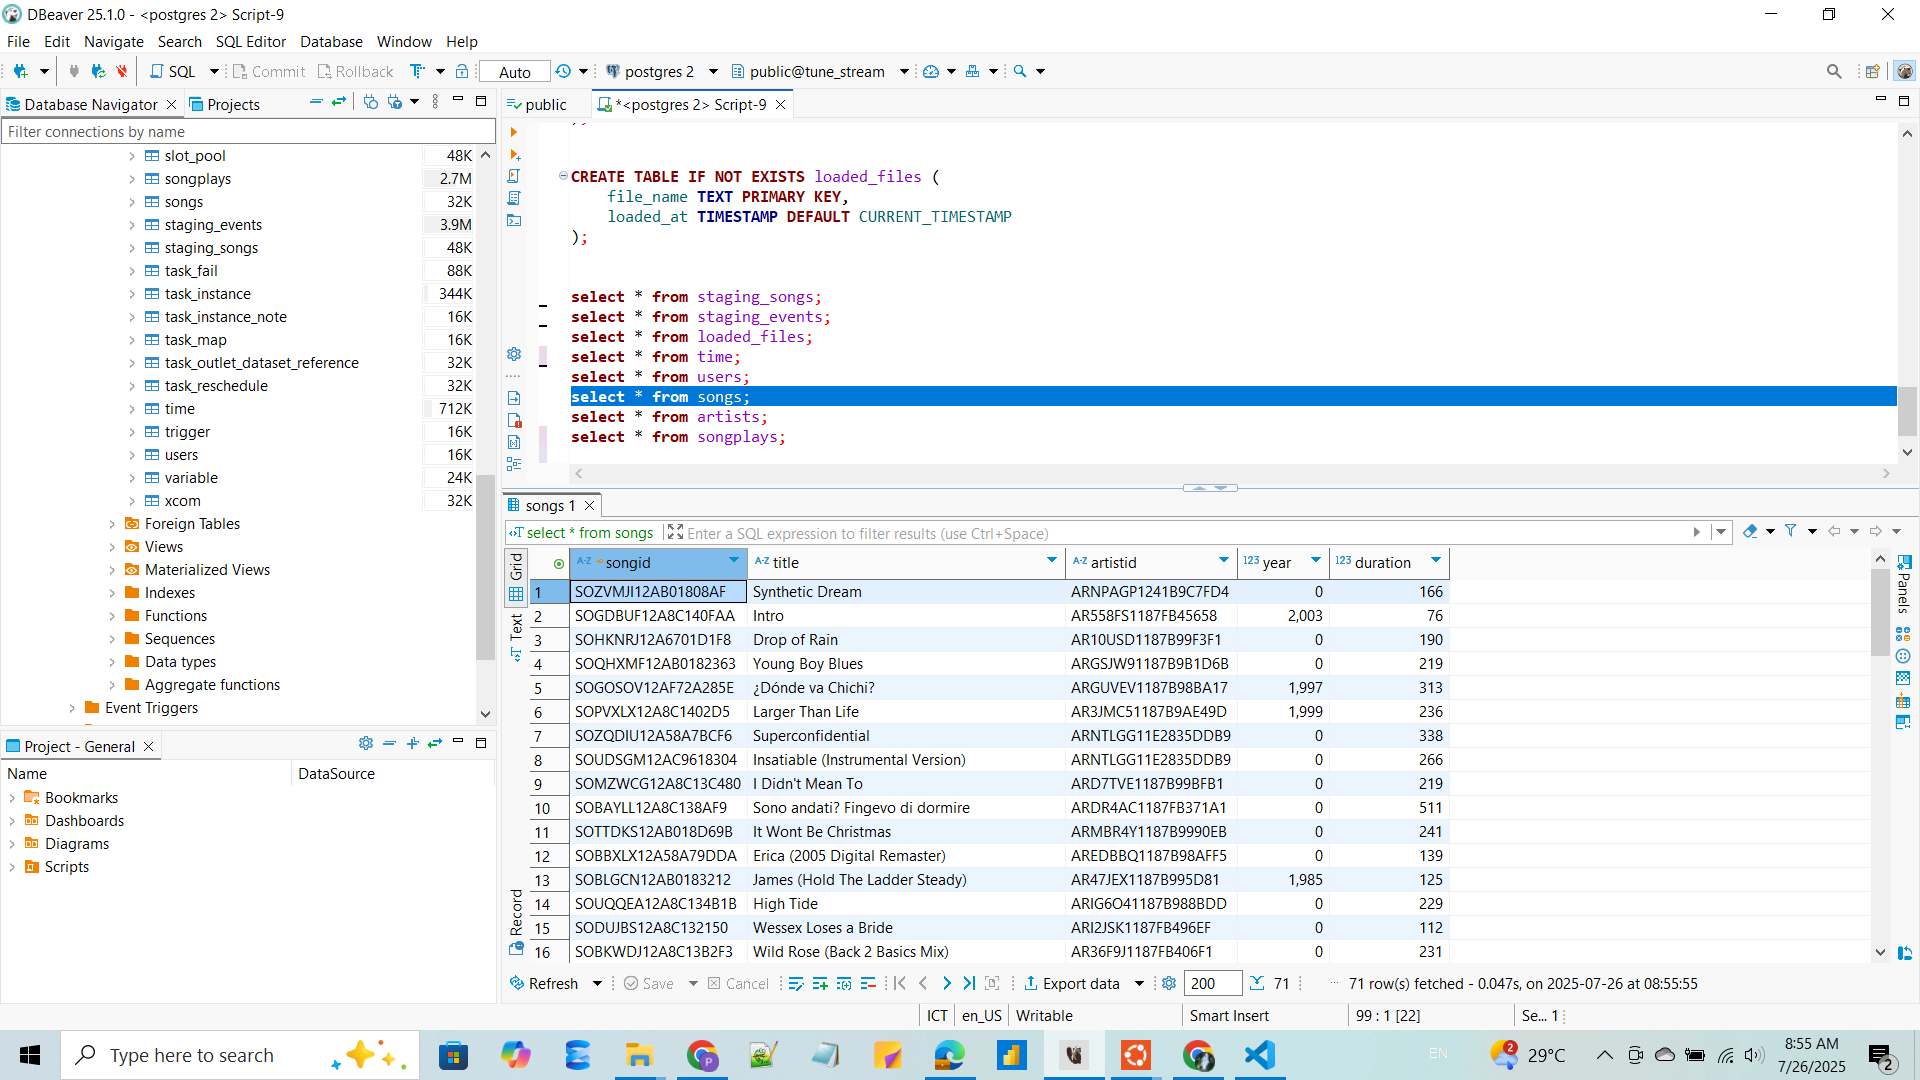 DBeaver 25.1.0 - <postgres 2> Script-9
File Edit Navigate Search SQL Editor Database Window Help
SQL Commit Rollback Auto postgres 2 public@tune_stream
Database Navigator Projects
Filter connections by name
slot_pool 48K
songplays 2.7M
songs 32K
staging_events 3.9M
staging_songs 48K
task_fail 88K
task_instance 344K
task_instance_note 16K
task_map 16K
task_outlet_dataset_reference 32K
task_reschedule 32K
time 712K
trigger 16K
users 16K
variable 24K
xcom 32K
Foreign Tables
Views
Materialized Views
Indexes
Functions
Sequences
Data types
Aggregate functions
Event Triggers
Project - General
Name DataSource
Bookmarks
Dashboards
Diagrams
Scripts
public *<postgres 2> Script-9
CREATE TABLE IF NOT EXISTS loaded_files (
file_name TEXT PRIMARY KEY,
loaded_at TIMESTAMP DEFAULT CURRENT_TIMESTAMP
);
select * from staging_songs;
select * from staging_events;
select * from loaded_files;
select * from time;
select * from users;
select * from songs;
select * from artists;
select * from songplays;
songs 1
select * from songs Enter a SQL expression to filter results (use Ctrl+Space)
Grid
Text
Record
Panels
songid title artistid year duration
1 SOZVMJI12AB01808AF Synthetic Dream ARNPAGP1241B9C7FD4 0 166
2 SOGDBUF12A8C140FAA Intro AR558FS1187FB45658 2,003 76
3 SOHKNRJ12A6701D1F8 Drop of Rain AR10USD1187B99F3F1 0 190
4 SOQHXMF12AB0182363 Young Boy Blues ARGSJW91187B9B1D6B 0 219
5 SOGOSOV12AF72A285E ¿Dónde va Chichi? ARGUVEV1187B98BA17 1,997 313
6 SOPVXLX12A8C1402D5 Larger Than Life AR3JMC51187B9AE49D 1,999 236
7 SOZQDIU12A58A7BCF6 Superconfidential ARNTLGG11E2835DDB9 0 338
8 SOUDSGM12AC9618304 Insatiable (Instrumental Version) ARNTLGG11E2835DDB9 0 266
9 SOMZWCG12A8C13C480 I Didn't Mean To ARD7TVE1187B99BFB1 0 219
10 SOBAYLL12A8C138AF9 Sono andati? Fingevo di dormire ARDR4AC1187FB371A1 0 511
11 SOTTDKS12AB018D69B It Wont Be Christmas ARMBR4Y1187B9990EB 0 241
12 SOBBXLX12A58A79DDA Erica (2005 Digital Remaster) AREDBBQ1187B98AFF5 0 139
13 SOBLGCN12AB0183212 James (Hold The Ladder Steady) AR47JEX1187B995D81 1,985 125
14 SOUQQEA12A8C134B1B High Tide ARIG6O41187B988BDD 0 229
15 SODUJBS12A8C132150 Wessex Loses a Bride ARI2JSK1187FB496EF 0 112
16 SOBKWDJ12A8C13B2F3 Wild Rose (Back 2 Basics Mix) AR36F9J1187FB406F1 0 231
Refresh Save Cancel Export data 200 71 71 row(s) fetched - 0.047s, on 2025-07-26 at 08:55:55
ICT en_US Writable Smart Insert 99 : 1 [22] Se... 1
Type here to search
EN 2 29°C 8:55 AM
7/26/2025 2